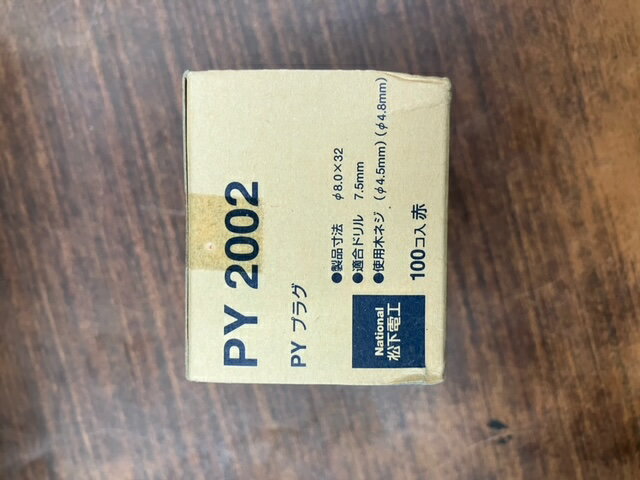 PY 2002
PY プラグ
●製品寸法 φ8.0×32
●適合ドリル 7.5mm
●使用木ネジ (φ4.5mm)(φ4.8mm)
National
松下電工
100コ入 赤